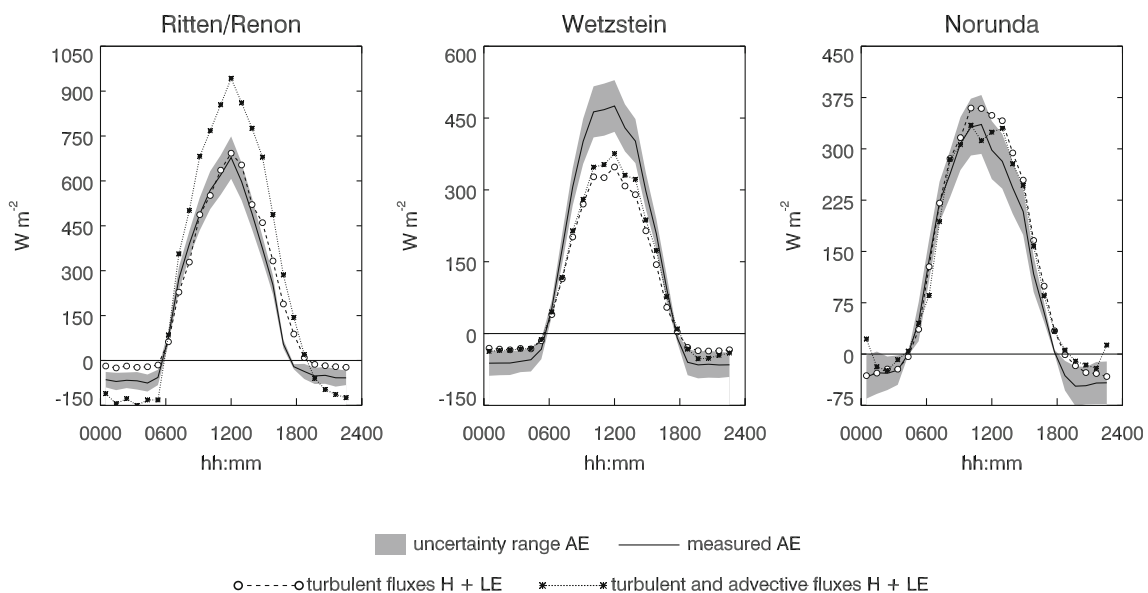 Ritten/Renon
Wetzstein
Norunda
1050
900
750
600
450
300
150
0
-150
W m-2
0000 0600 1200 1800 2400
hh:mm
600
450
300
150
0
-150
W m-2
0000 0600 1200 1800 2400
hh:mm
450
375
300
225
150
75
0
-75
W m-2
0000 0600 1200 1800 2400
hh:mm
uncertainty range AE
measured AE
turbulent fluxes H + LE
turbulent and advective fluxes H + LE